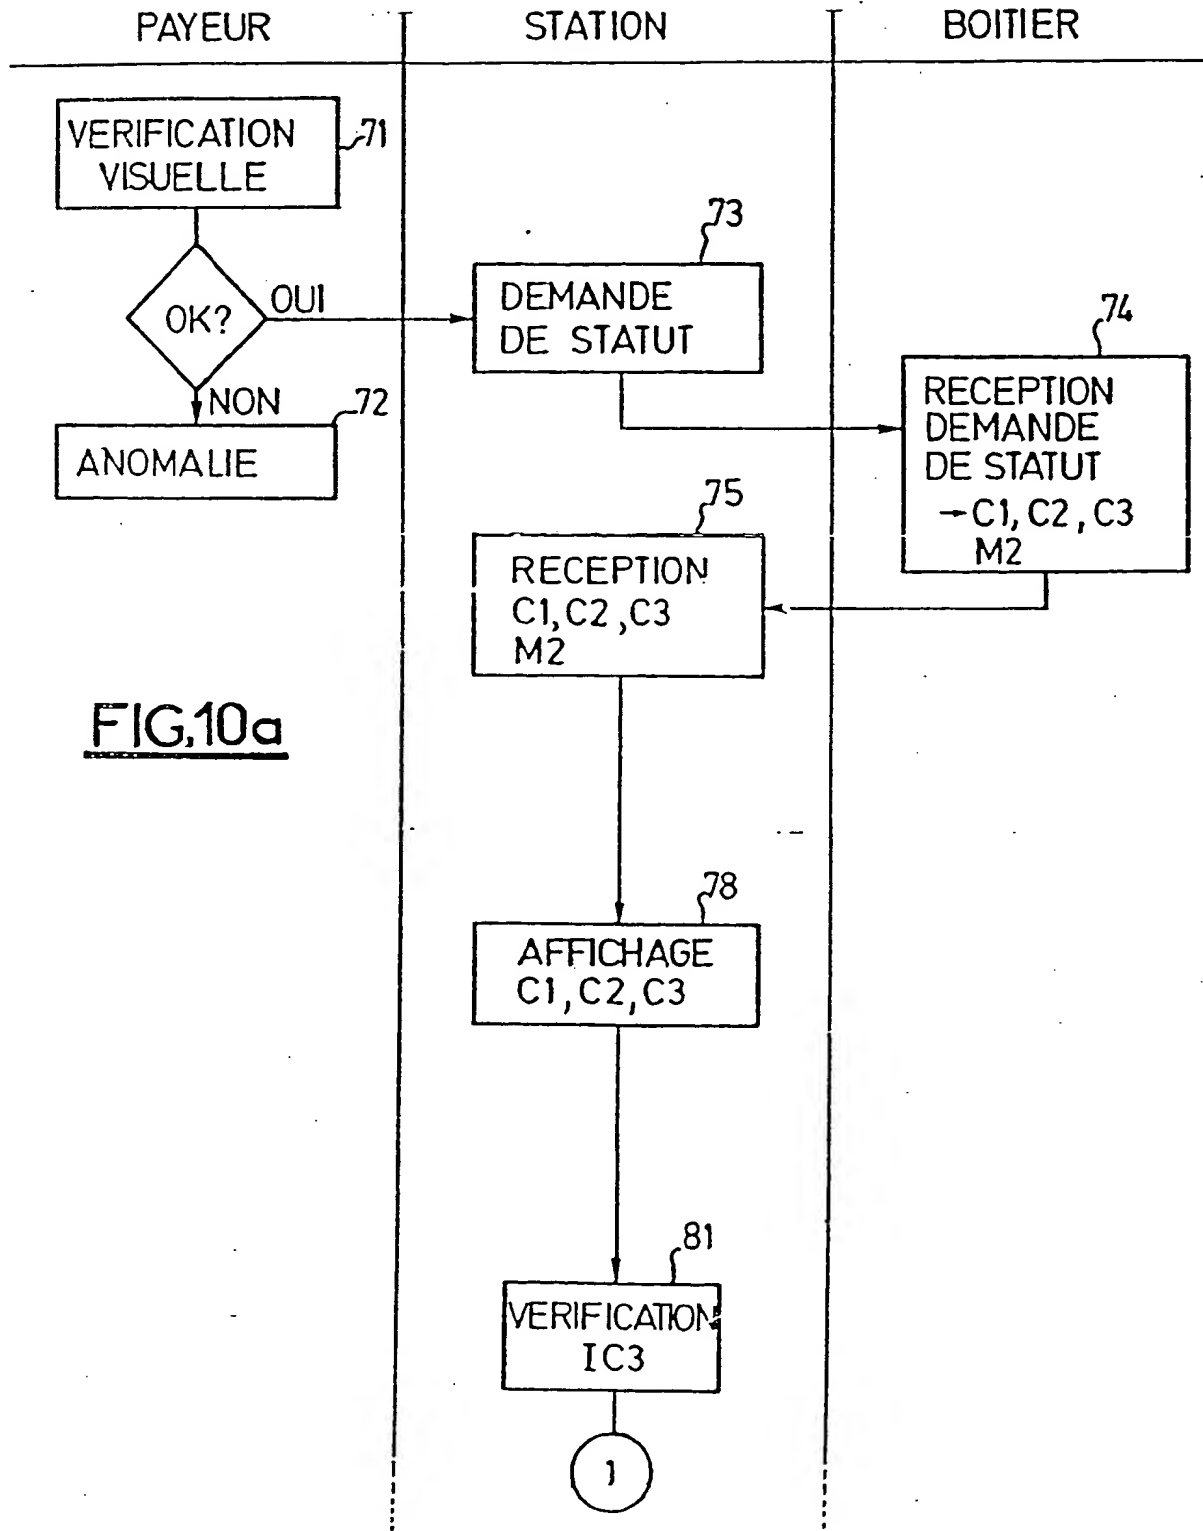 PAYEUR
STATION
BOITIER
VERIFICATION
VISUELLE
71
OK?
OUI
NON
72
ANOMALIE
73
DEMANDE
DE STATUT
74
RECEPTION
DEMANDE
DE STATUT
→ C1, C2, C3
M2
75
RECEPTION
C1, C2, C3
M2
FIG.10a
78
AFFICHAGE
C1, C2, C3
81
VERIFICATION
IC3
1